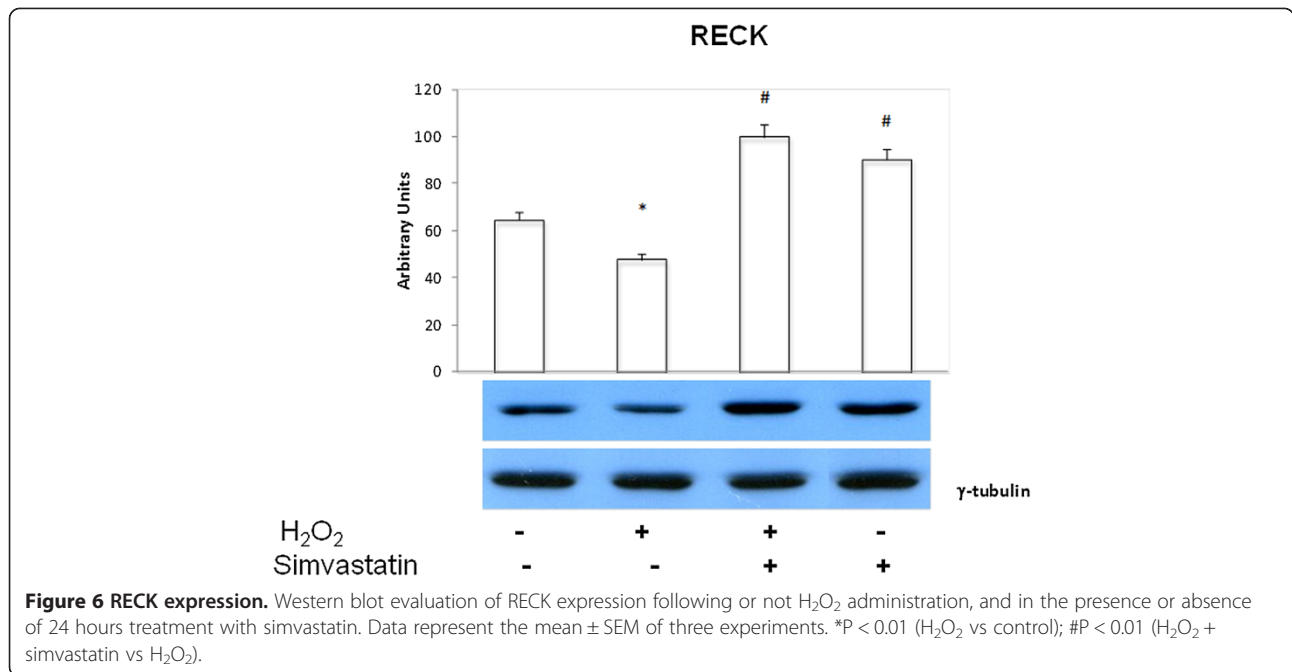 RECK
120
#
#
100
80
*
60
40
20
0
Arbitrary Units
γ-tubulin
H₂O₂ - + + -
Simvastatin - - + +
Figure 6 RECK expression. Western blot evaluation of RECK expression following or not H₂O₂ administration, and in the presence or absence
of 24 hours treatment with simvastatin. Data represent the mean ± SEM of three experiments. *P < 0.01 (H₂O₂ vs control); #P < 0.01 (H₂O₂ +
simvastatin vs H₂O₂).